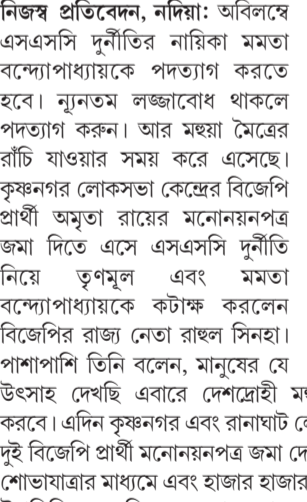 নিজস্ব প্রতিবেদন, নদিয়া: অবিলম্বে
এসএসসি দুর্নীতির নায়িকা মমতা
বন্দ্যোপাধ্যায়কে পদত্যাগ করতে
হবে। ন্যূনতম লজ্জাবোধ থাকলে
পদত্যাগ করুন। আর মহুয়া মৈত্রের
রাঁচি যাওয়ার সময় করে এসেছে।
কৃষ্ণনগর লোকসভা কেন্দ্রের বিজেপি
প্রার্থী অমৃতা রায়ের মনোনয়নপত্র
জমা দিতে এসে এসএসসি দুর্নীতি
নিয়ে তৃণমূল এবং মমতা
বন্দ্যোপাধ্যায়কে কটাক্ষ করলেন
বিজেপির রাজ্য নেতা রাহুল সিনহা।
পাশাপাশি তিনি বলেন, মানুষের যে
উৎসাহ দেখছি এবারে দেশদ্রোহী
করবে। এদিন কৃষ্ণনগর এবং রানাঘাট
দুই বিজেপি প্রার্থী মনোনয়নপত্র জমা
শোভাযাত্রার মাধ্যমে এবং হাজার হাজার